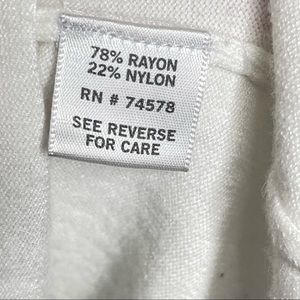 78% RAYON
22% NYLON
RN # 74578
SEE REVERSE
FOR CARE